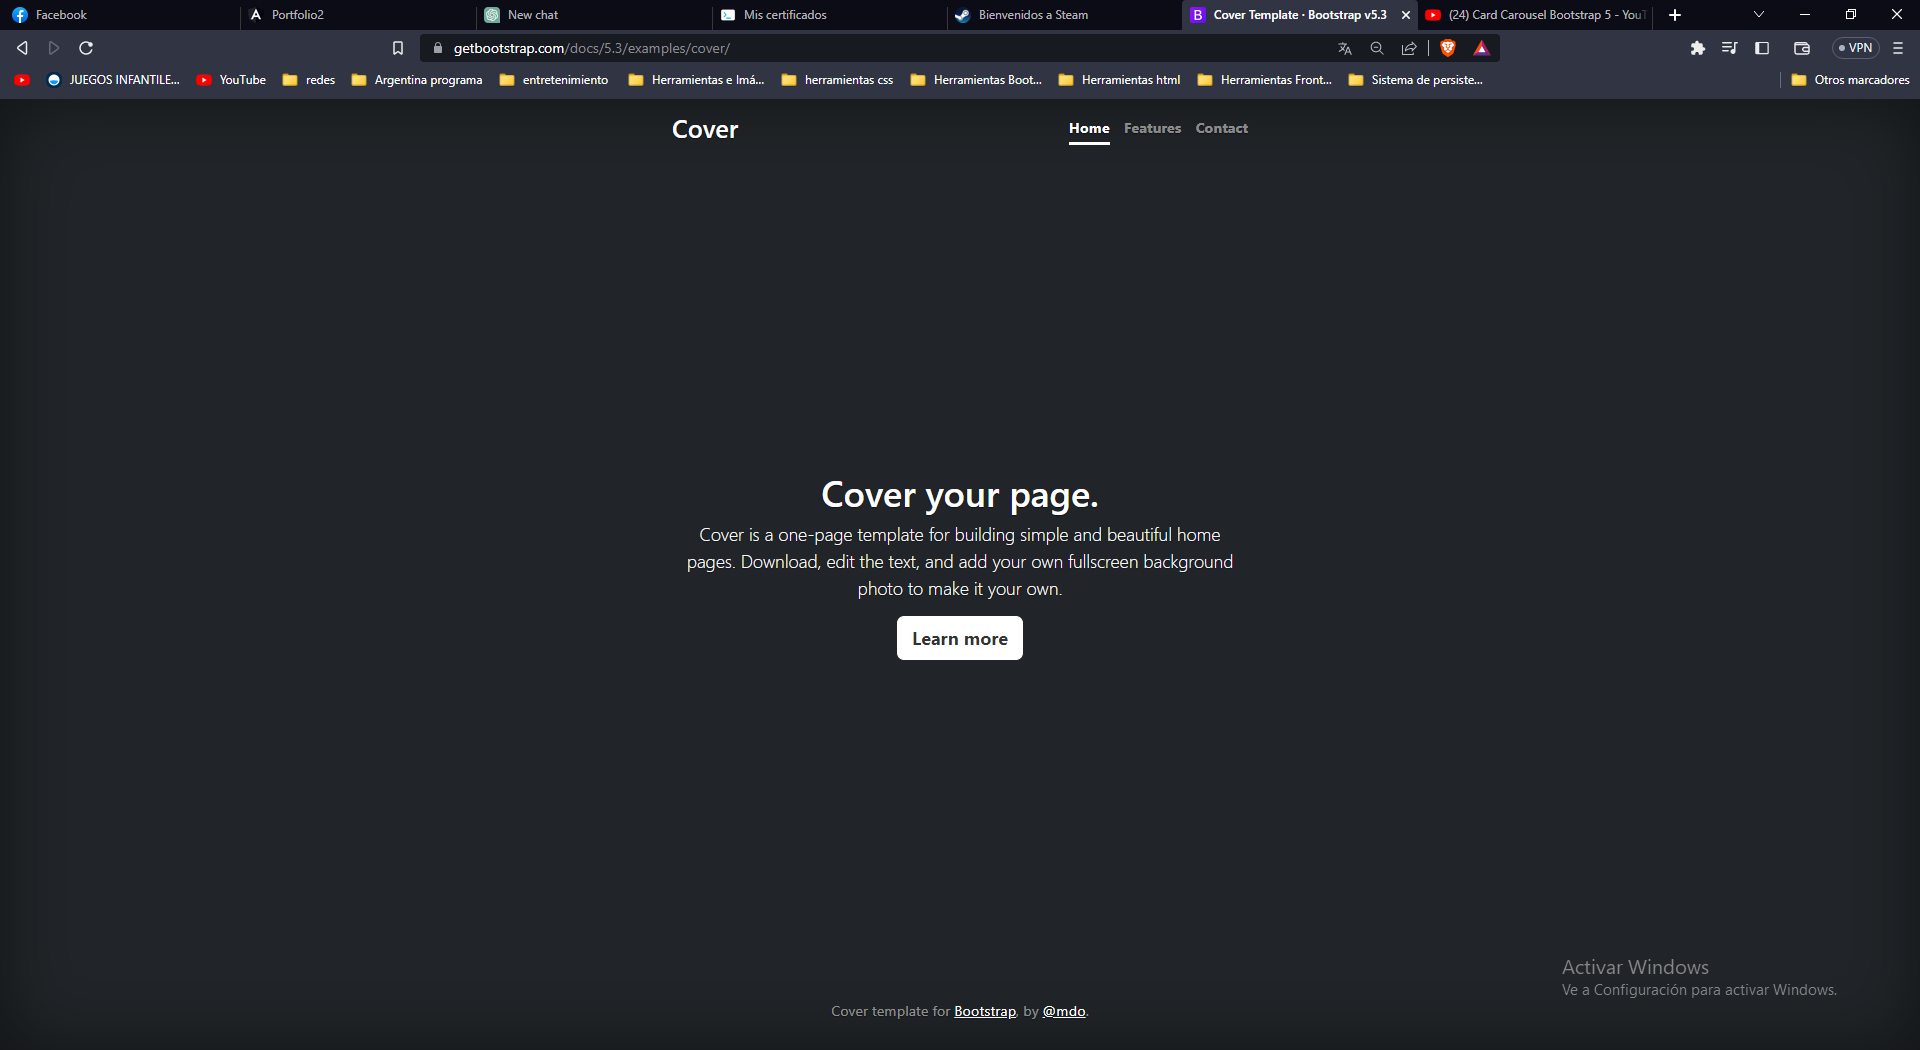 Facebook
Portfolio2
New chat
Mis certificados
Bienvenidos a Steam
Cover Template · Bootstrap v5.3
(24) Card Carousel Bootstrap 5 - YouT
getbootstrap.com/docs/5.3/examples/cover/
VPN
JUEGOS INFANTILE...
YouTube
redes
Argentina programa
entretenimiento
Herramientas e Imá...
herramientas css
Herramientas Boot...
Herramientas html
Herramientas Front...
Sistema de persiste...
Otros marcadores
Cover
Home
Features
Contact
Cover your page.
Cover is a one-page template for building simple and beautiful home
pages. Download, edit the text, and add your own fullscreen background
photo to make it your own.
Learn more
Activar Windows
Ve a Configuración para activar Windows.
Cover template for Bootstrap, by @mdo.